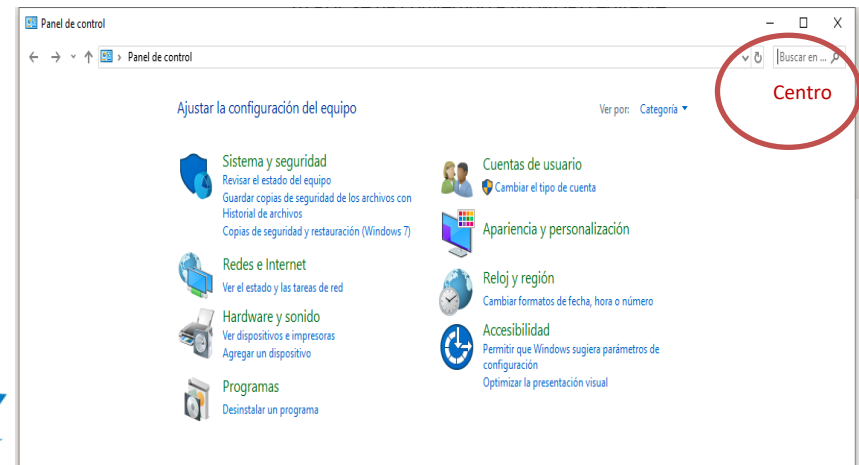 Panel de control
Panel de control
Buscar en ...
Centro
Ajustar la configuración del equipo
Ver por: Categoría
Sistema y seguridad
Revisar el estado del equipo
Guardar copias de seguridad de los archivos con
Historial de archivos
Copias de seguridad y restauración (Windows 7)
Redes e Internet
Ver el estado y las tareas de red
Hardware y sonido
Ver dispositivos e impresoras
Agregar un dispositivo
Programas
Desinstalar un programa
Cuentas de usuario
Cambiar el tipo de cuenta
Apariencia y personalización
Reloj y región
Cambiar formatos de fecha, hora o número
Accesibilidad
Permitir que Windows sugiera parámetros de
configuración
Optimizar la presentación visual